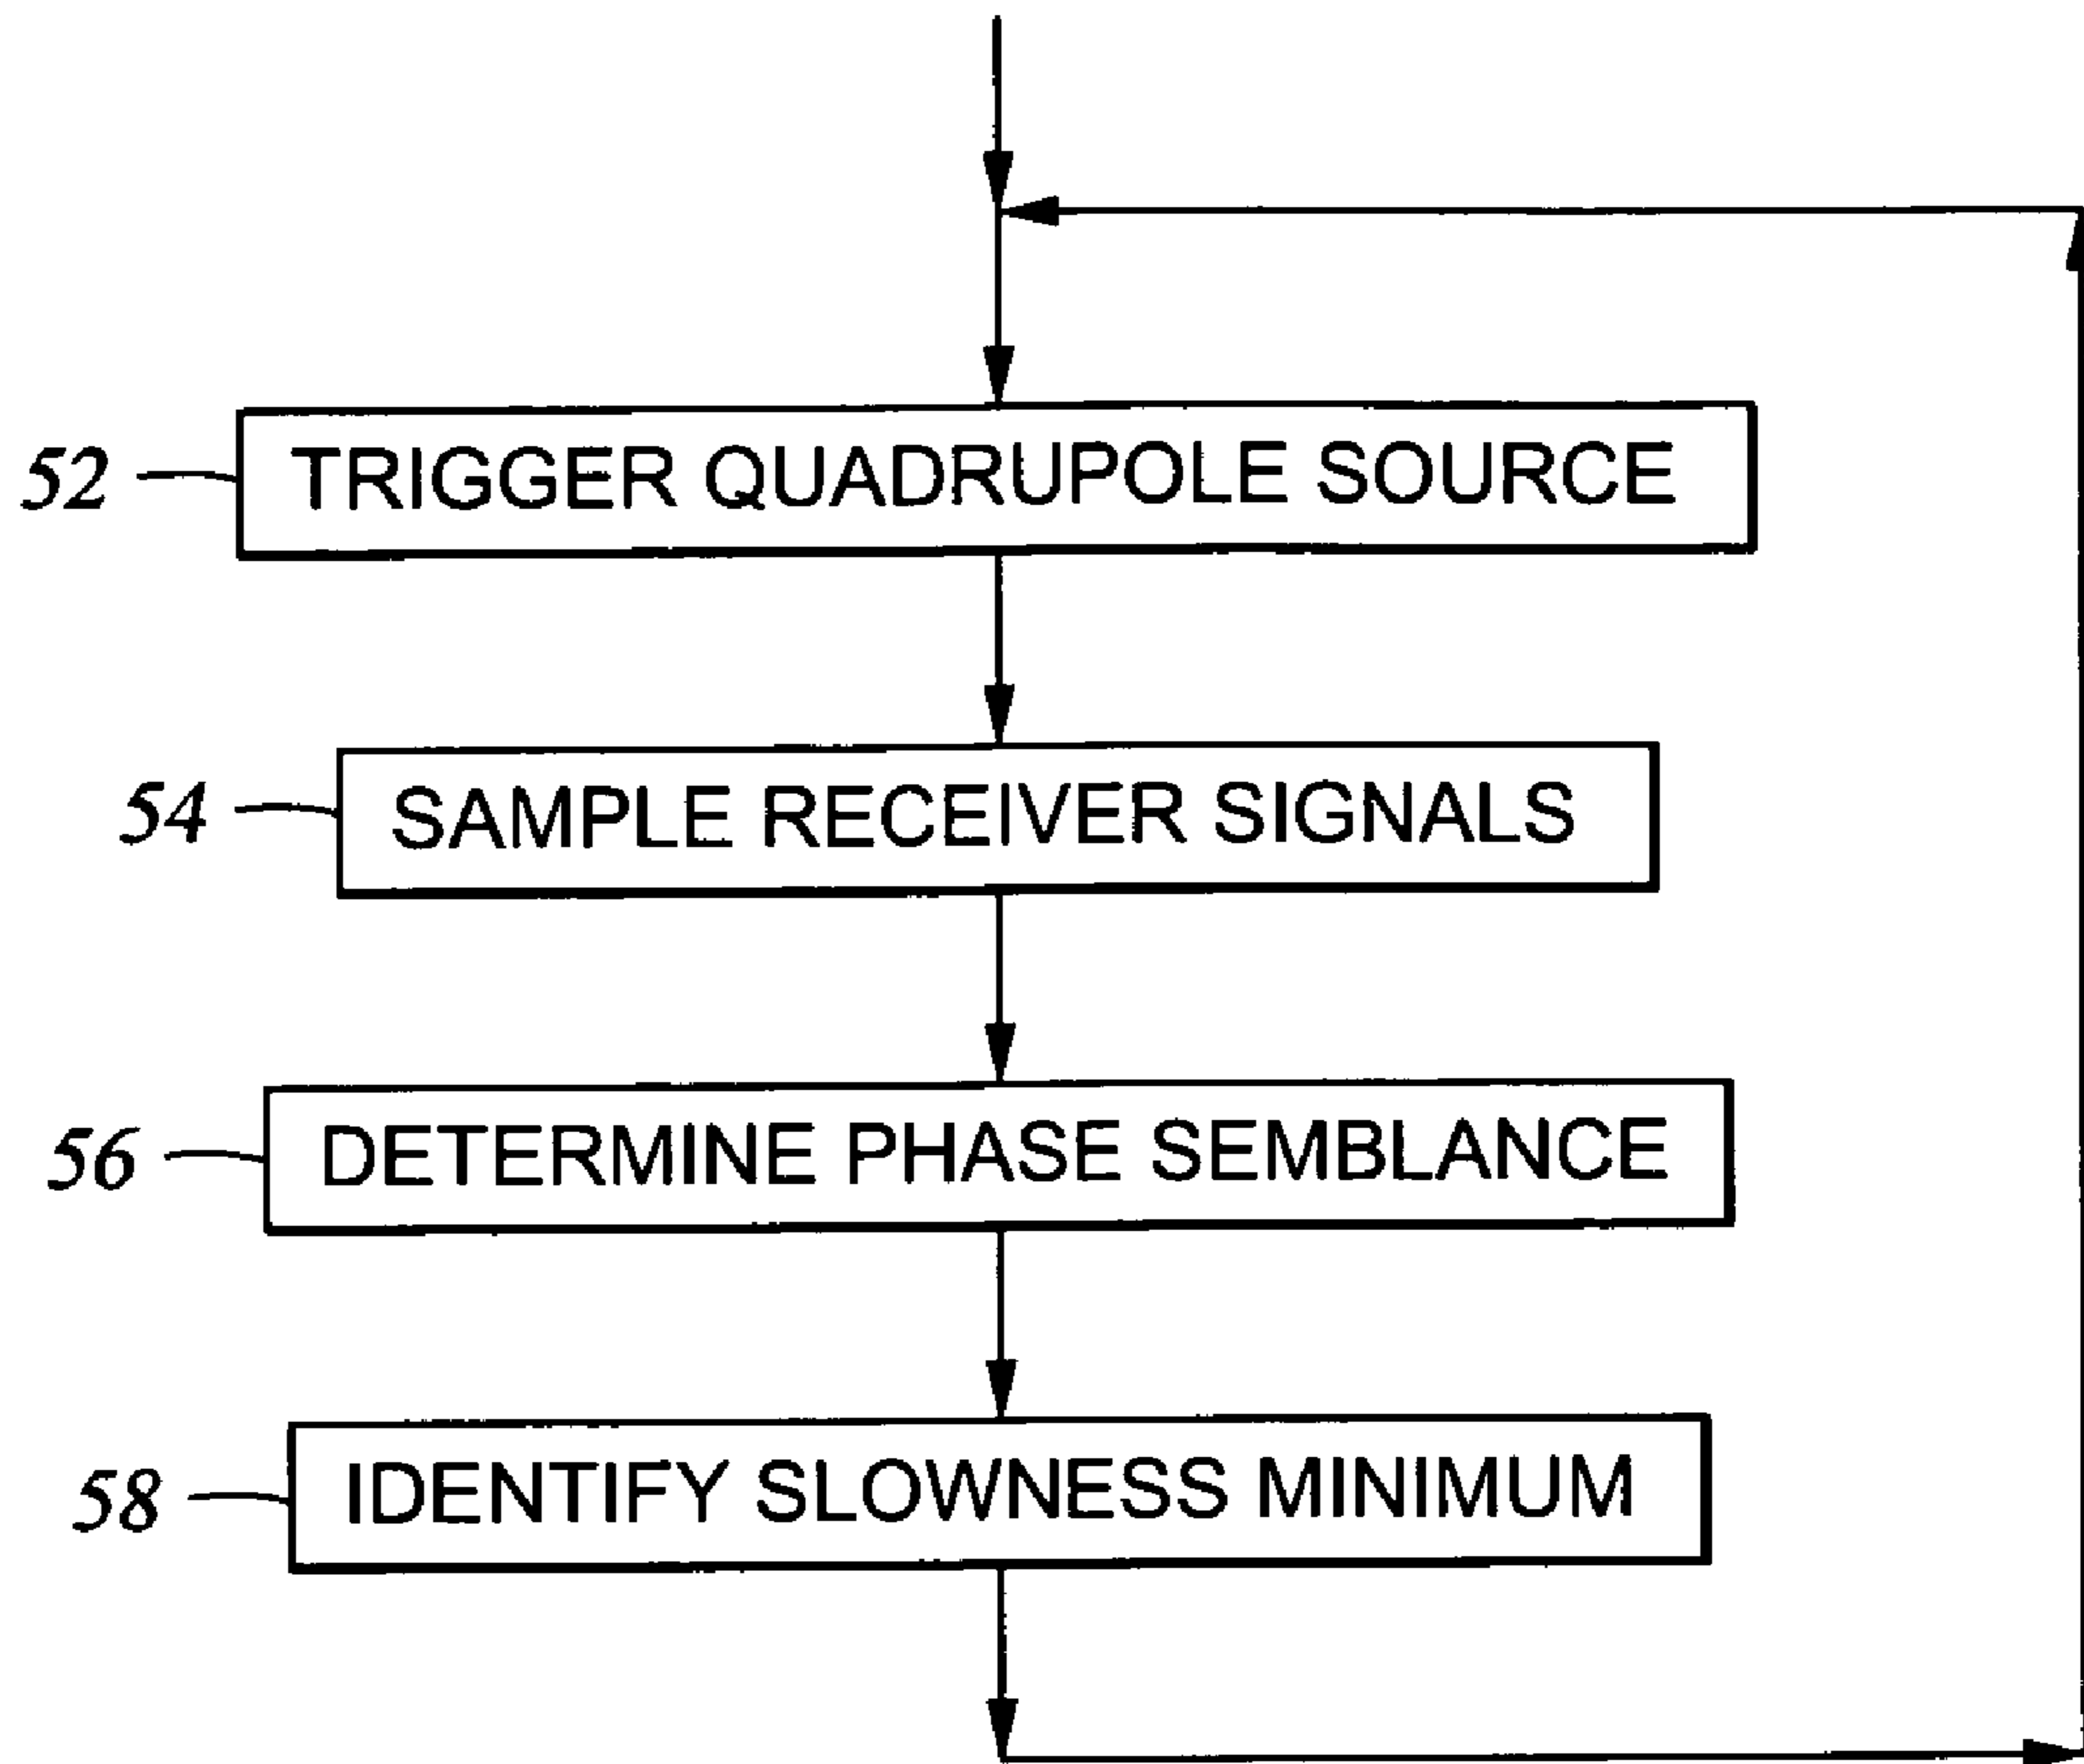 52 TRIGGER QUADRUPOLE SOURCE
54 SAMPLE RECEIVER SIGNALS
56 DETERMINE PHASE SEMBLANCE
58 IDENTIFY SLOWNESS MINIMUM